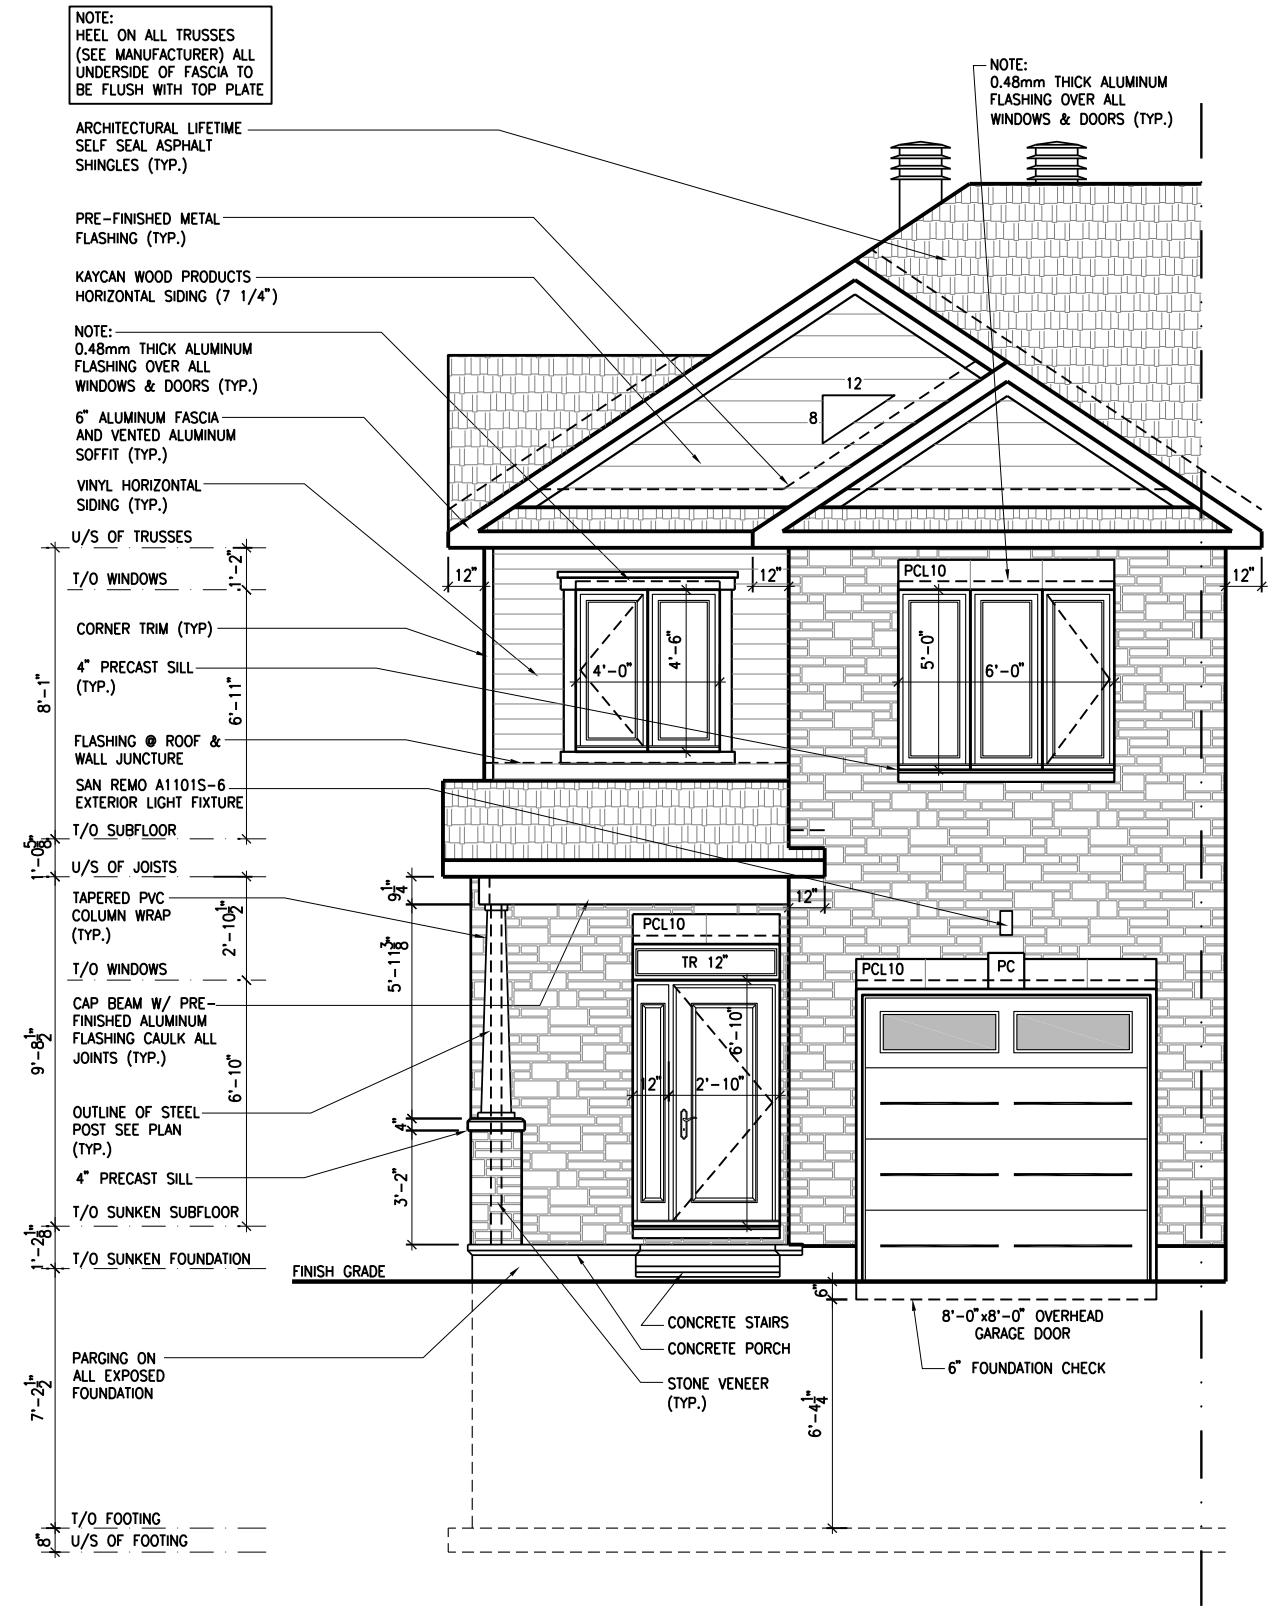 NOTE:
HEEL ON ALL TRUSSES
(SEE MANUFACTURER) ALL
UNDERSIDE OF FASCIA TO
BE FLUSH WITH TOP PLATE
NOTE:
0.48mm THICK ALUMINUM
FLASHING OVER ALL
WINDOWS & DOORS (TYP.)
ARCHITECTURAL LIFETIME
SELF SEAL ASPHALT
SHINGLES (TYP.)
PRE-FINISHED METAL
FLASHING (TYP.)
KAYCAN WOOD PRODUCTS
HORIZONTAL SIDING (7 1/4")
NOTE:
0.48mm THICK ALUMINUM
FLASHING OVER ALL
WINDOWS & DOORS (TYP.)
12
8
6" ALUMINUM FASCIA
AND VENTED ALUMINUM
SOFFIT (TYP.)
VINYL HORIZONTAL
SIDING (TYP.)
U/S OF TRUSSES
1'-2"
T/O WINDOWS
12"
12"
PCL10
12"
CORNER TRIM (TYP)
4" PRECAST SILL
(TYP.)
8'-1"
6'-11"
4'-0"
4'-6"
5'-0"
6'-0"
FLASHING @ ROOF &
WALL JUNCTURE
SAN REMO A1101S-6
EXTERIOR LIGHT FIXTURE
T/O SUBFLOOR
1'-0 5/8"
U/S OF JOISTS
TAPERED PVC
COLUMN WRAP
(TYP.)
2'-10 1/2"
9 1/4"
12"
PCL10
TR 12"
5'-11 3/8"
T/O WINDOWS
PCL10
PC
CAP BEAM W/ PRE-
FINISHED ALUMINUM
FLASHING CAULK ALL
JOINTS (TYP.)
9'-8 1/2"
6'-10"
6'-10"
12"
2'-10"
OUTLINE OF STEEL
POST SEE PLAN
(TYP.)
4"
4" PRECAST SILL
3'-2"
T/O SUNKEN SUBFLOOR
1'-2 1/8"
T/O SUNKEN FOUNDATION
FINISH GRADE
6"
CONCRETE STAIRS
CONCRETE PORCH
STONE VENEER
(TYP.)
8'-0"x8'-0" OVERHEAD
GARAGE DOOR
6" FOUNDATION CHECK
PARGING ON
ALL EXPOSED
FOUNDATION
7'-2 1/2"
6'-4 1/4"
T/O FOOTING
8"
U/S OF FOOTING